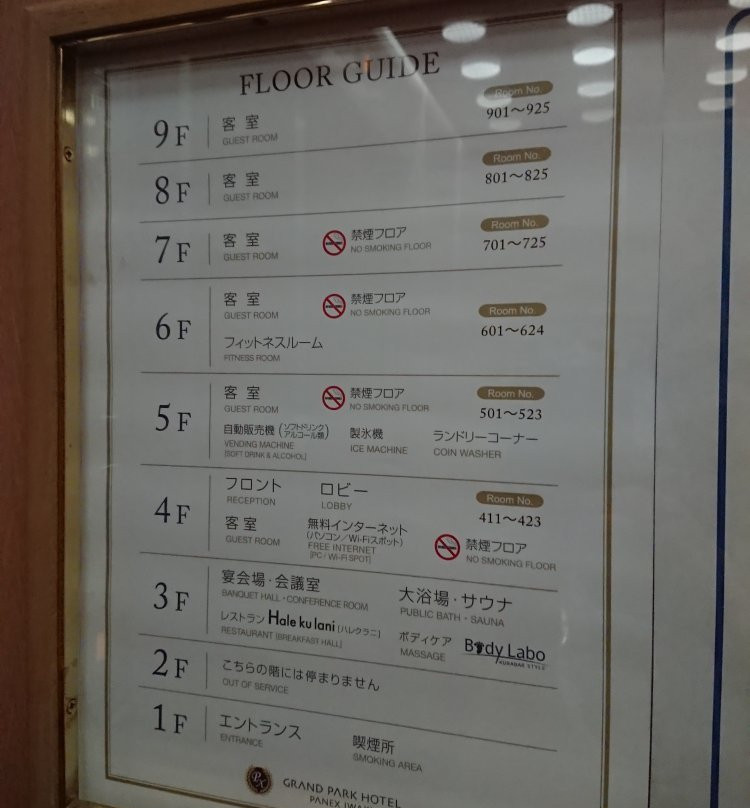 FLOOR GUIDE
9F 客室 Room No.
GUEST ROOM 901〜925
8F 客室 Room No.
GUEST ROOM 801〜825
7F 客室 禁煙フロア Room No.
GUEST ROOM NO SMOKING FLOOR 701〜725
6F 客室 禁煙フロア Room No.
GUEST ROOM NO SMOKING FLOOR 601〜624
フィットネスルーム
FITNESS ROOM
5F 客室 禁煙フロア Room No.
GUEST ROOM NO SMOKING FLOOR 501〜523
自動販売機(ソフトドリンク アルコール類) 製氷機 ランドリーコーナー
VENDING MACHINE ICE MACHINE COIN WASHER
[SOFT DRINK & ALCOHOL]
4F フロント ロビー Room No.
RECEPTION LOBBY 411〜423
客室 無料インターネット 禁煙フロア
(パソコン/Wi-Fiスポット)
GUEST ROOM FREE INTERNET NO SMOKING FLOOR
[PC/Wi-Fi SPOT]
3F 宴会場・会議室 大浴場・サウナ
BANQUET HALL・CONFERENCE ROOM PUBLIC BATH・SAUNA
レストラン Hale ku lani [ハレクラニ] ボディケア Body Labo
RESTAURANT [BREAKFAST HALL] MASSAGE KURABAE STYLE
2F こちらの階には停まりません
OUT OF SERVICE
1F エントランス 喫煙所
ENTRANCE SMOKING AREA
GRAND PARK HOTEL